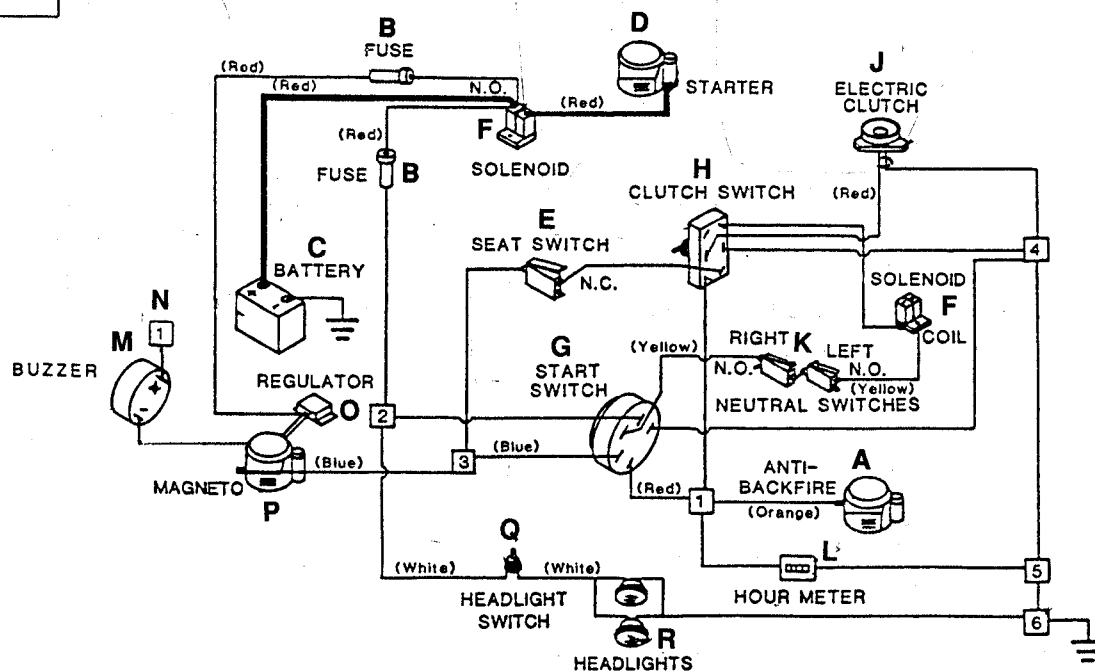 B
FUSE
(Red)
(Red)
N.O.
D
STARTER
(Red)
F
SOLENOID
J
ELECTRIC
CLUTCH
(Red)
FUSE B
H
CLUTCH SWITCH
(Red)
E
SEAT SWITCH
N.C.
C
BATTERY
+
-
4
SOLENOID
F
COIL
N
1
M
BUZZER
+
-
G
START
SWITCH
(Yellow)
RIGHT K LEFT
N.O. N.O.
(Yellow)
NEUTRAL SWITCHES
REGULATOR
O
2
3
(Blue)
(Blue)
MAGNETO
P
(Red)
1
ANTI-
BACKFIRE
(Orange)
A
L
HOUR METER
5
Q
(White)
(White)
HEADLIGHT
SWITCH
R
HEADLIGHTS
6